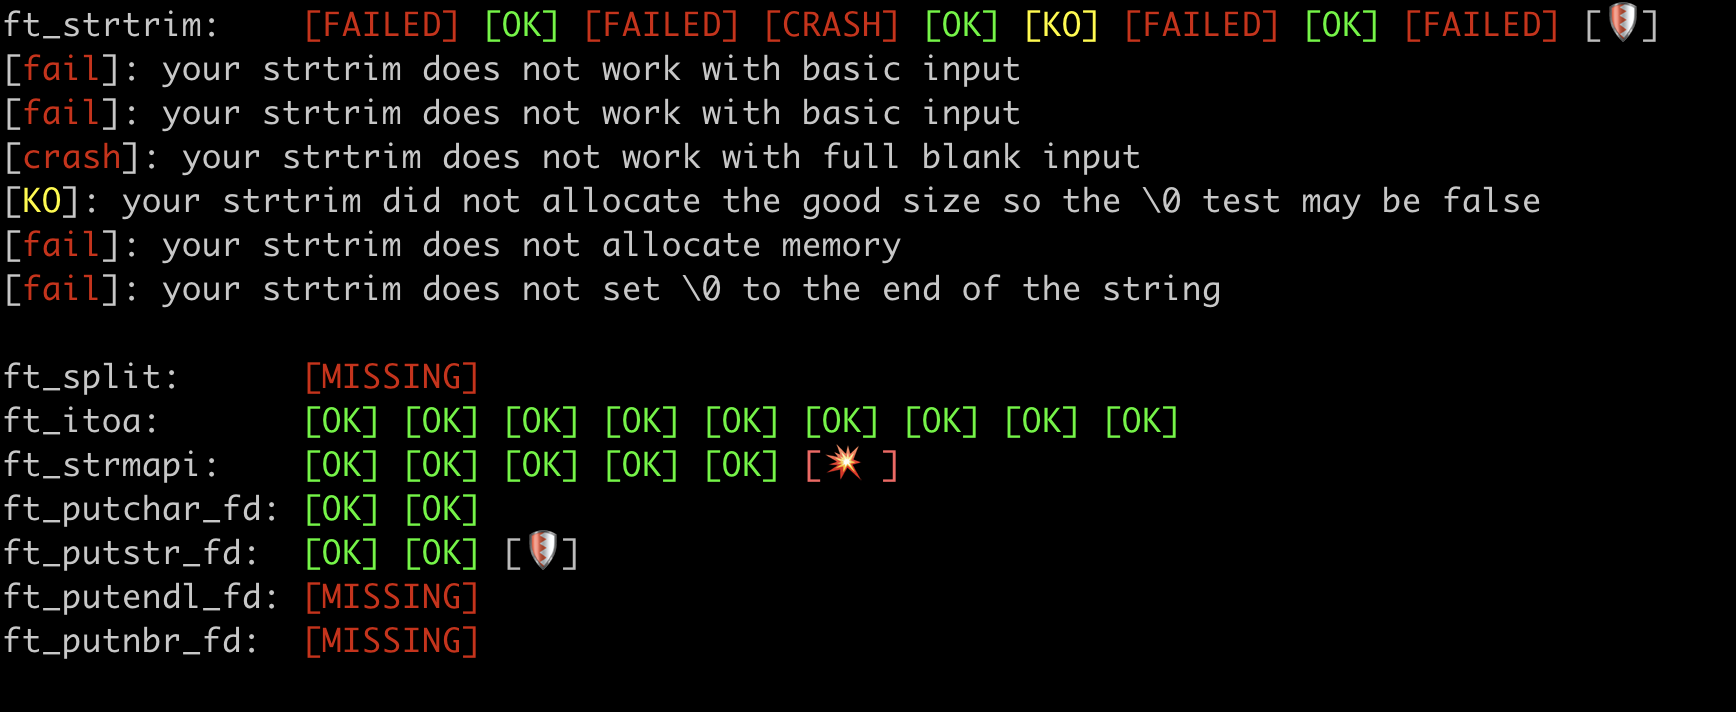 ft_strtrim: [FAILED] [OK] [FAILED] [CRASH] [OK] [KO] [FAILED] [OK] [FAILED] [🛡️]
[fail]: your strtrim does not work with basic input
[fail]: your strtrim does not work with basic input
[crash]: your strtrim does not work with full blank input
[KO]: your strtrim did not allocate the good size so the \0 test may be false
[fail]: your strtrim does not allocate memory
[fail]: your strtrim does not set \0 to the end of the string
ft_split: [MISSING]
ft_itoa: [OK] [OK] [OK] [OK] [OK] [OK] [OK] [OK] [OK]
ft_strmapi: [OK] [OK] [OK] [OK] [OK] [💥 ]
ft_putchar_fd: [OK] [OK]
ft_putstr_fd: [OK] [OK] [🛡️]
ft_putendl_fd: [MISSING]
ft_putnbr_fd: [MISSING]